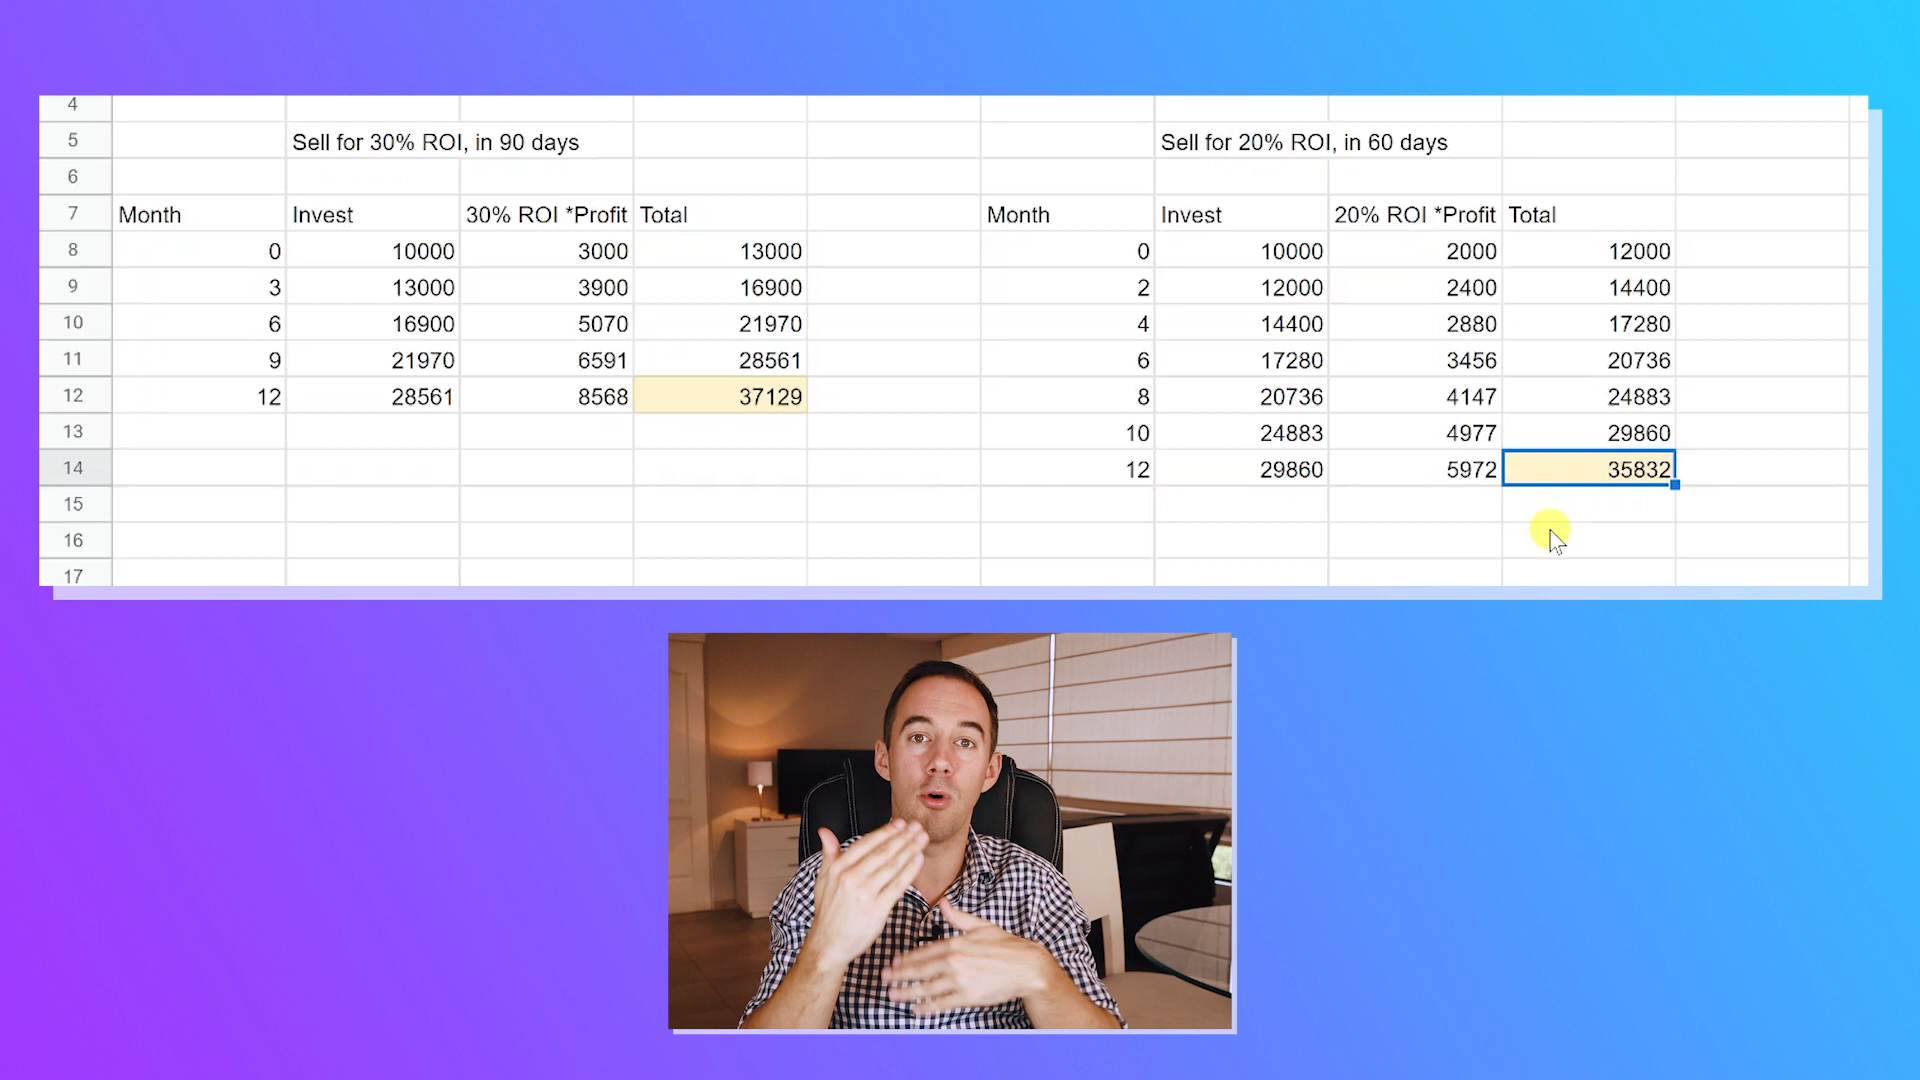 4
5 Sell for 30% ROI, in 90 days Sell for 20% ROI, in 60 days
6
7 Month Invest 30% ROI *Profit Total Month Invest 20% ROI *Profit Total
8 0 10000 3000 13000 0 10000 2000 12000
9 3 13000 3900 16900 2 12000 2400 14400
10 6 16900 5070 21970 4 14400 2880 17280
11 9 21970 6591 28561 6 17280 3456 20736
12 12 28561 8568 37129 8 20736 4147 24883
13 10 24883 4977 29860
14 12 29860 5972 35832
15
16
17